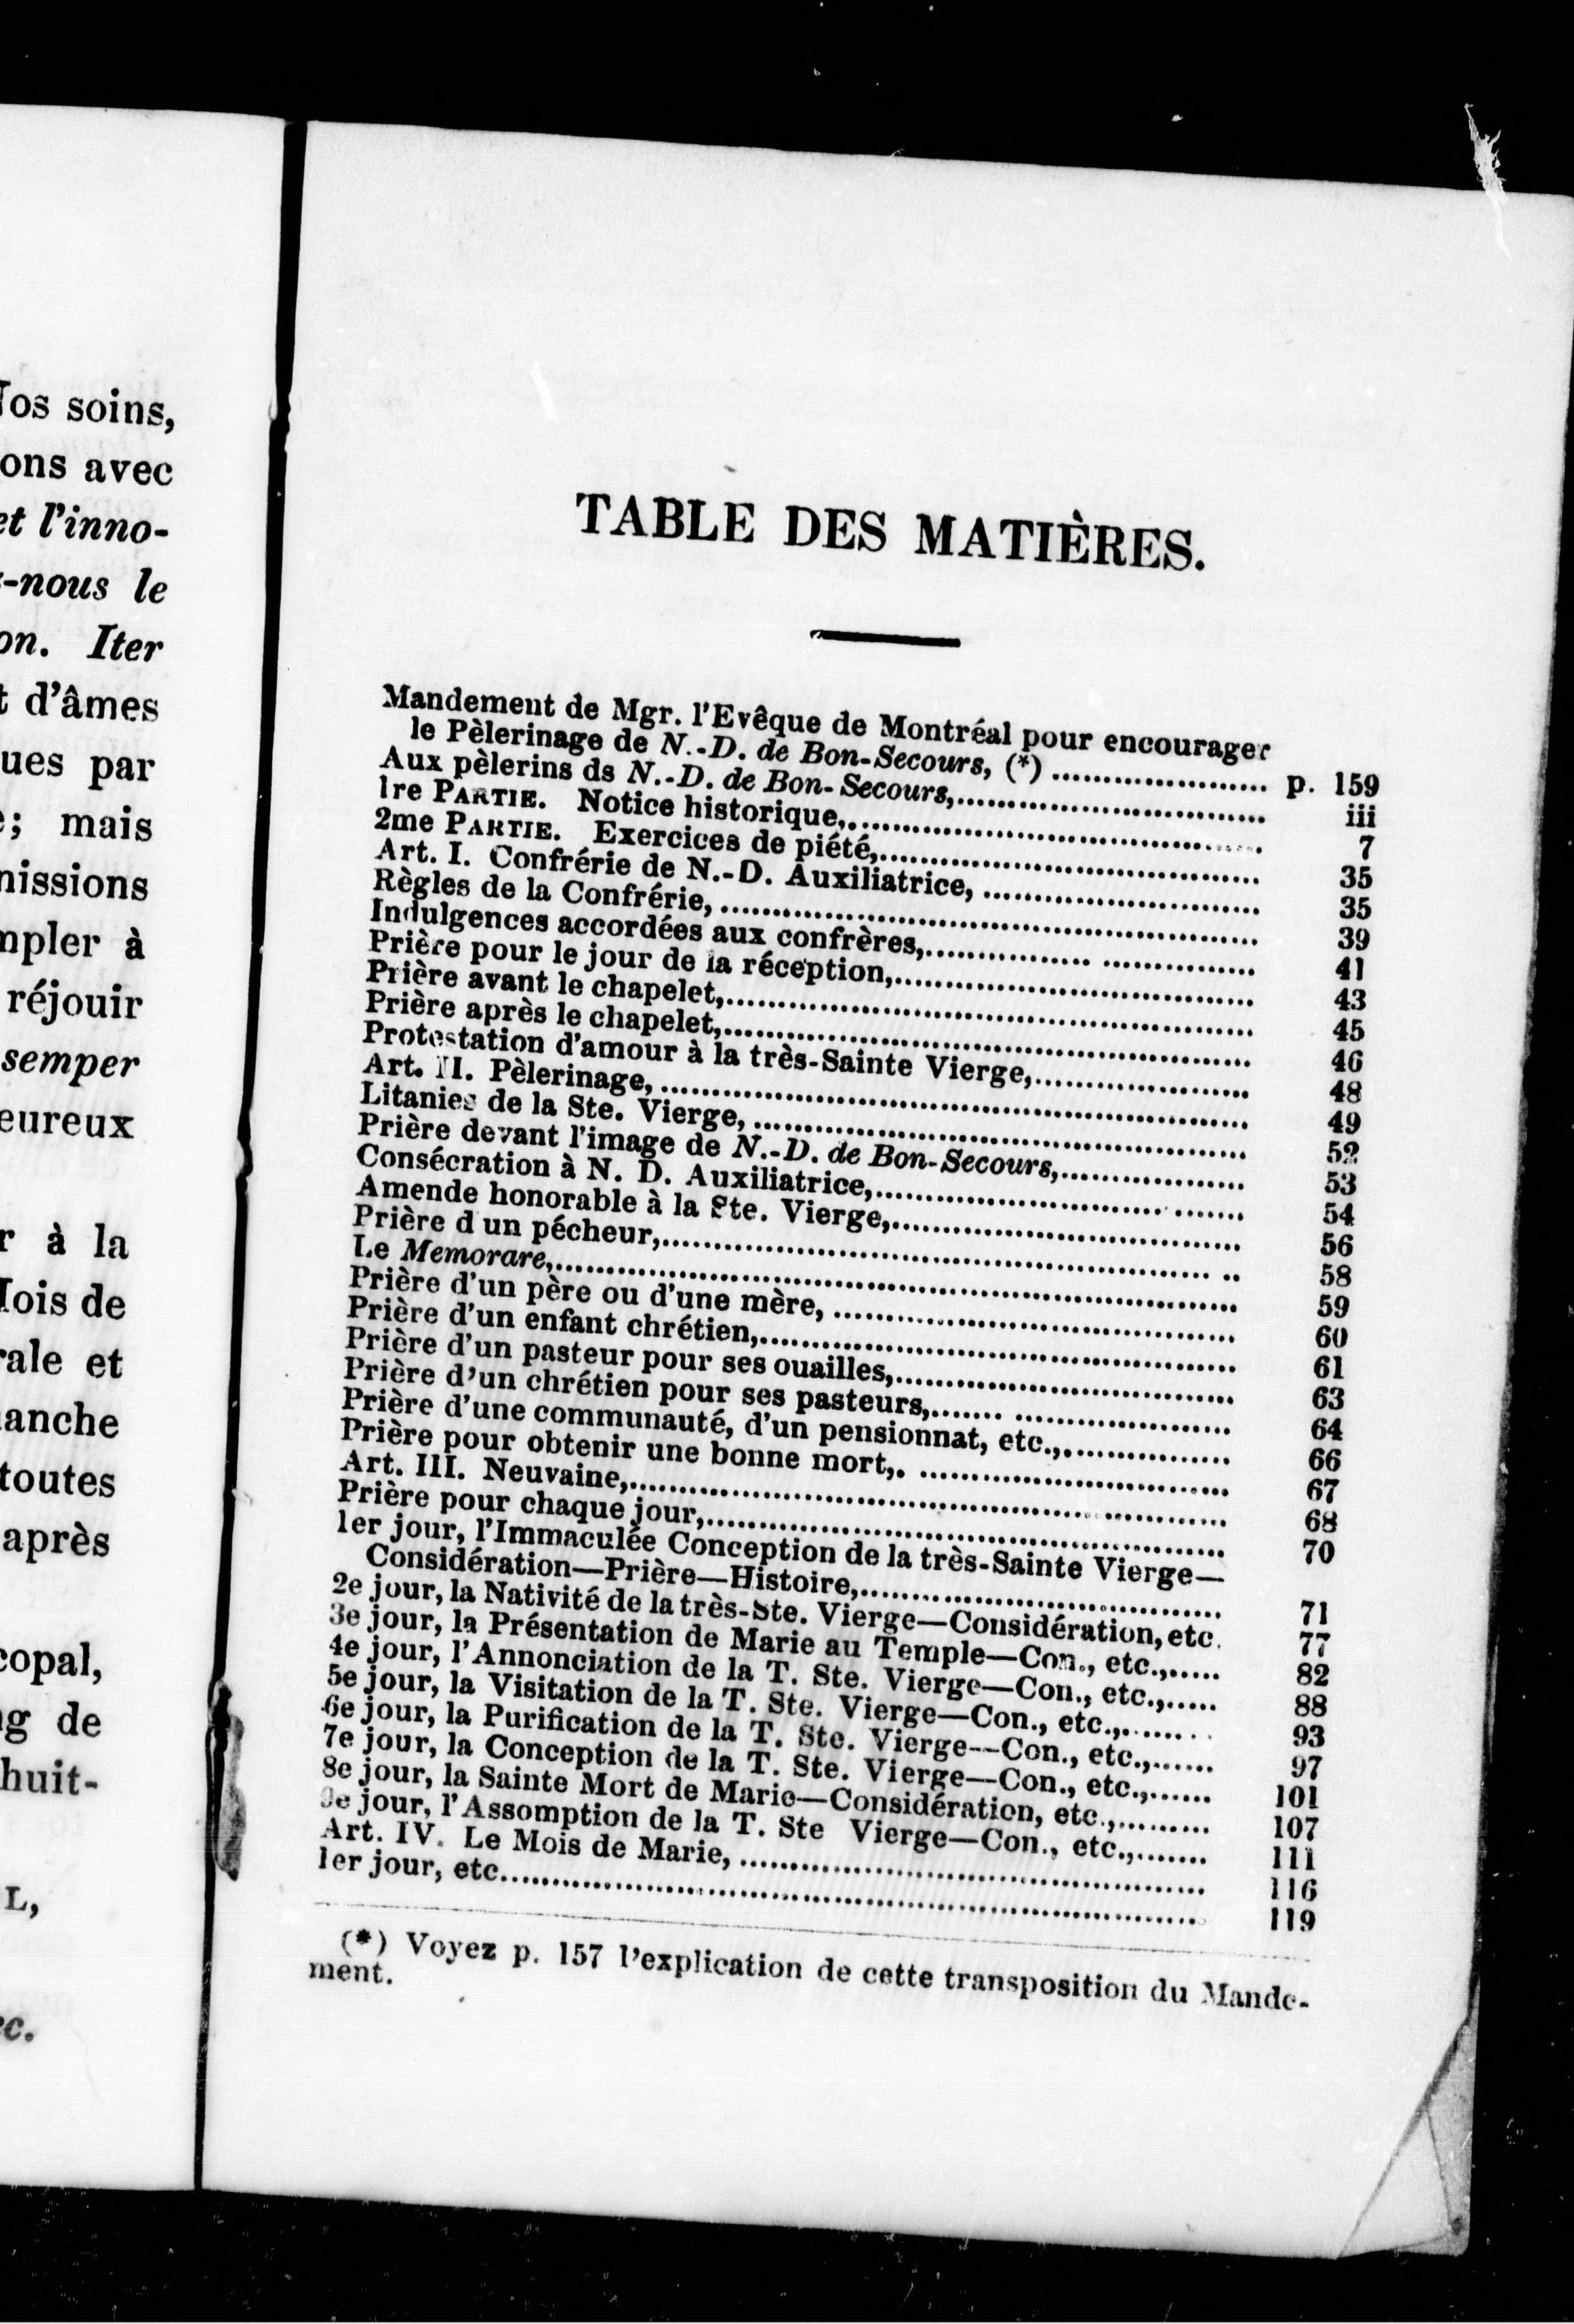 os soins,
ons avec
et l'inno-
-nous le
on. Iter
d'âmes
ues par
; mais
missions
mpler à
réjouir
semper
eureux
à la
ois de
rale et
anche
toutes
après
copal,
de
huit-
L,
TABLE DES MATIÈRES.
Mandement de Mgr. l'Evêque de Montréal pour encourager
le Pèlerinage de N.-D. de Bon-Secours, (*) .................... p. 159
Aux pèlerins ds N.-D. de Bon-Secours,.............................. iii
1re PARTIE. Notice historique,........................................ 7
2me PARTIE. Exercices de piété,..................................... 35
Art. I. Confrérie de N.-D. Auxiliatrice, ........................... 35
Règles de la Confrérie, .................................................... 39
Indulgences accordées aux confrères,................ ............... 41
Prière pour le jour de la réception,................................... 43
Prière avant le chapelet,................................................... 45
Prière après le chapelet,................................................... 46
Protestation d'amour à la très-Sainte Vierge,..................... 48
Art. II. Pèlerinage, ......................................................... 49
Litanies de la Ste. Vierge, ................................................ 52
Prière devant l'image de N.-D. de Bon-Secours,.................. 53
Consécration à N. D. Auxiliatrice,.................................... 54
Amende honorable à la Ste. Vierge,.................................. 56
Prière d un pécheur,..................................................... .. 58
Le Memorare,.................................................................. 59
Prière d'un père ou d'une mère, ....................................... 60
Prière d'un enfant chrétien,.............................................. 61
Prière d'un pasteur pour ses ouailles,................................. 63
Prière d'un chrétien pour ses pasteurs,....... ..................... 64
Prière d'une communauté, d'un pensionnat, etc.,................ 66
Prière pour obtenir une bonne mort,. .............................. 67
Art. III. Neuvaine,.......................................................... 68
Prière pour chaque jour,.................................................. 70
1er jour, l'Immaculée Conception de la très-Sainte Vierge—
Considération—Prière—Histoire,................................... 71
2e jour, la Nativité de la très-Ste. Vierge—Considération, etc. 77
3e jour, la Présentation de Marie au Temple—Con., etc.,..... 82
4e jour, l'Annonciation de la T. Ste. Vierge—Con., etc.,..... 88
5e jour, la Visitation de la T. Ste. Vierge—Con., etc.,........ 93
6e jour, la Purification de la T. Ste. Vierge—Con., etc.,...... 97
7e jour, la Conception de la T. Ste. Vierge—Con., etc.,...... 101
8e jour, la Sainte Mort de Marie—Considération, etc.,......... 107
9e jour, l'Assomption de la T. Ste Vierge—Con., etc.,....... 111
Art. IV. Le Mois de Marie, .............................................. 116
1er jour, etc..................................................................... 119
(*) Voyez p. 157 l'explication de cette transposition du Mande-
ment.